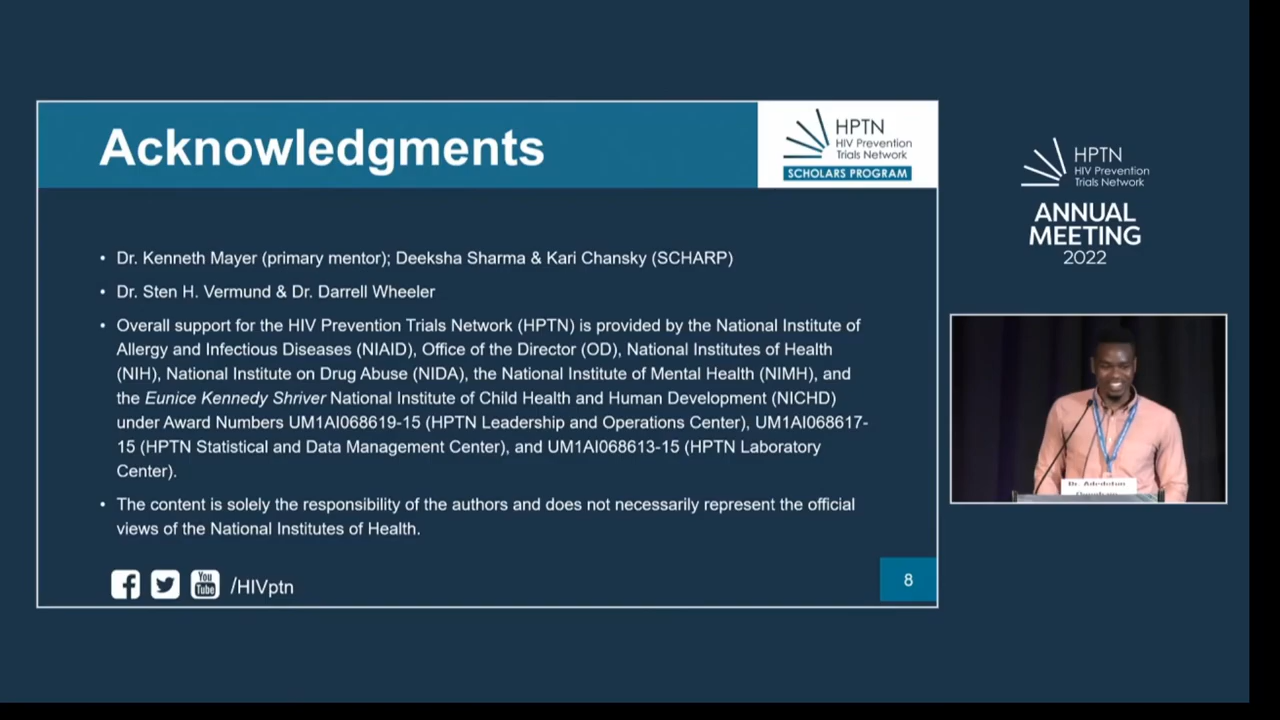 Acknowledgments
HPTN
HIV Prevention
Trials Network
SCHOLARS PROGRAM
• Dr. Kenneth Mayer (primary mentor); Deeksha Sharma & Kari Chansky (SCHARP)
• Dr. Sten H. Vermund & Dr. Darrell Wheeler
• Overall support for the HIV Prevention Trials Network (HPTN) is provided by the National Institute of
Allergy and Infectious Diseases (NIAID), Office of the Director (OD), National Institutes of Health
(NIH), National Institute on Drug Abuse (NIDA), the National Institute of Mental Health (NIMH), and
the Eunice Kennedy Shriver National Institute of Child Health and Human Development (NICHD)
under Award Numbers UM1AI068619-15 (HPTN Leadership and Operations Center), UM1AI068617-
15 (HPTN Statistical and Data Management Center), and UM1AI068613-15 (HPTN Laboratory
Center).
• The content is solely the responsibility of the authors and does not necessarily represent the official
views of the National Institutes of Health.
You
Tube
/HIVptn
8
HPTN
HIV Prevention
Trials Network
ANNUAL
MEETING
2022
Dr. Adedotun